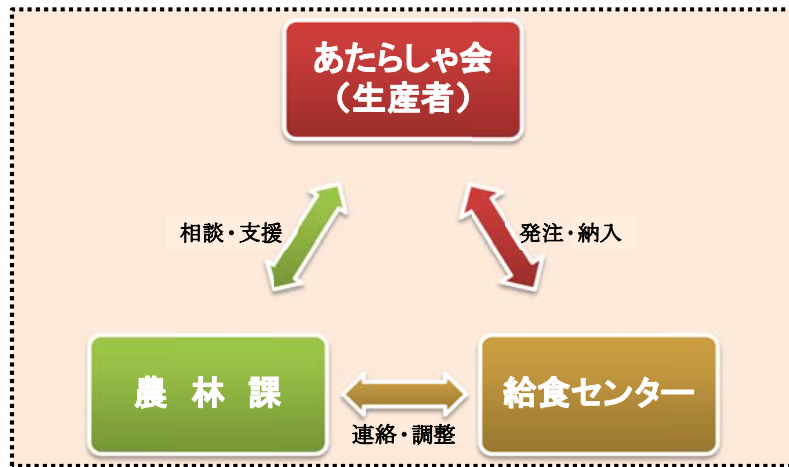 あたらしゃ会
（生産者）
相談・支援
発注・納入
農　林　課
給食センター
連絡・調整